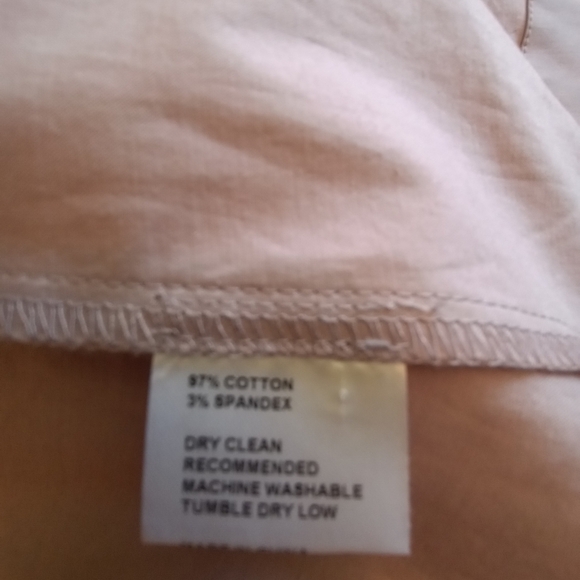 97% COTTON
3% SPANDEX
DRY CLEAN
RECOMMENDED
MACHINE WASHABLE
TUMBLE DRY LOW